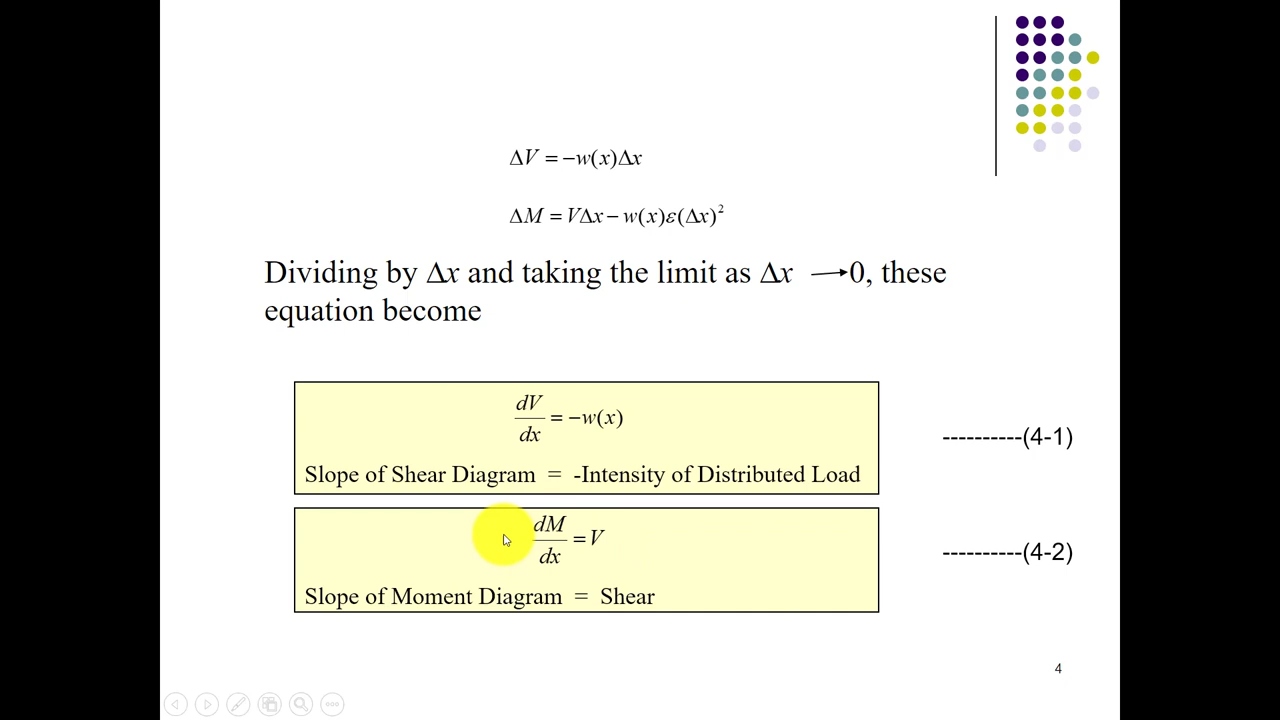 ΔV = −w(x)Δx
ΔM = VΔx − w(x)ε(Δx)²
Dividing by Δx and taking the limit as Δx →0, these
equation become
dV/dx = −w(x)
Slope of Shear Diagram = -Intensity of Distributed Load
----------(4-1)
dM/dx = V
Slope of Moment Diagram = Shear
----------(4-2)
4